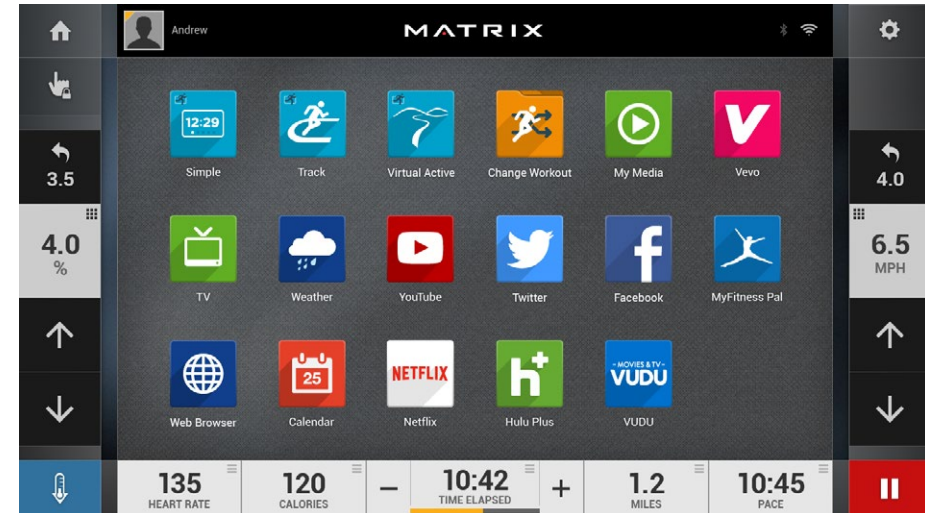 Andrew
MATRIX
3.5
4.0
%
12:29
Simple
Track
Virtual Active
Change Workout
My Media
Vevo
TV
Weather
YouTube
Twitter
Facebook
MyFitness Pal
25
NETFLIX
h+
- MOVIES & TV -
VUDU
Web Browser
Calendar
Netflix
Hulu Plus
VUDU
4.0
6.5
MPH
135
HEART RATE
120
CALORIES
−
10:42
TIME ELAPSED
+
1.2
MILES
10:45
PACE